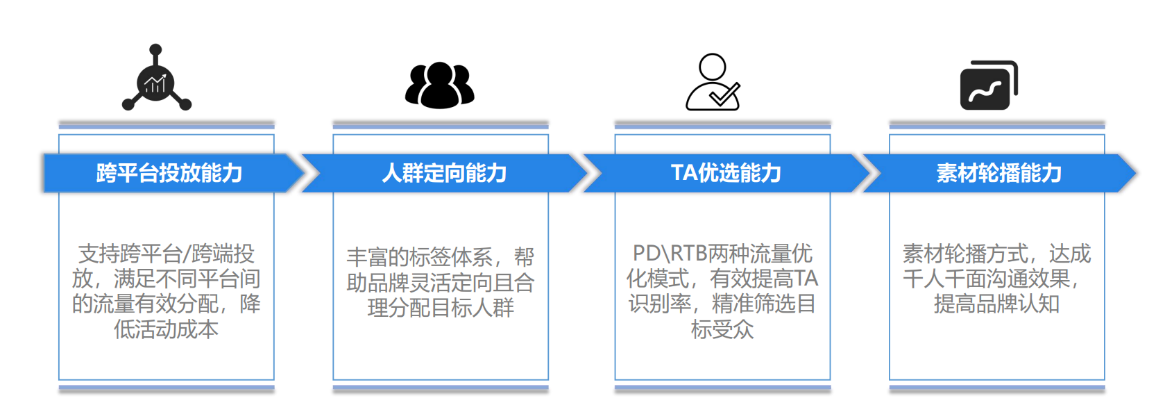 跨平台投放能力
支持跨平台/跨端投
放，满足不同平台间
的流量有效分配，降
低活动成本
人群定向能力
丰富的标签体系，帮
助品牌灵活定向且合
理分配目标人群
TA优选能力
PD\RTB两种流量优
化模式，有效提高TA
识别率，精准筛选目
标受众
素材轮播能力
素材轮播方式，达成
千人千面沟通效果，
提高品牌认知